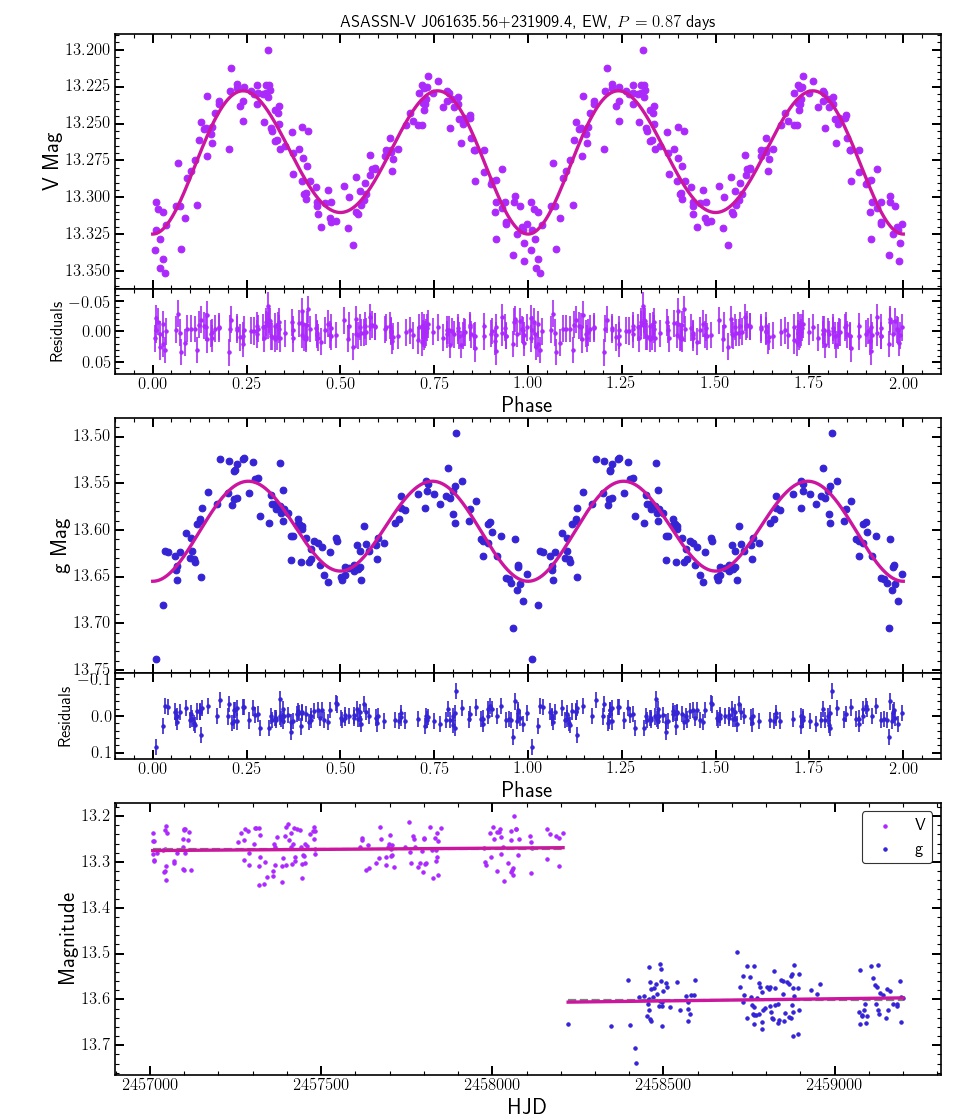 ASASSN-V J061635.56+231909.4, EW, P = 0.87 days
V Mag
13.200
13.225
13.250
13.275
13.300
13.325
13.350
Residuals
−0.05
0.00
0.05
0.00 0.25 0.50 0.75 1.00 1.25 1.50 1.75 2.00
Phase
g Mag
13.50
13.55
13.60
13.65
13.70
13.75
Residuals
−0.1
0.0
0.1
0.00 0.25 0.50 0.75 1.00 1.25 1.50 1.75 2.00
Phase
Magnitude
13.2
13.3
13.4
13.5
13.6
13.7
V
g
2457000 2457500 2458000 2458500 2459000
HJD